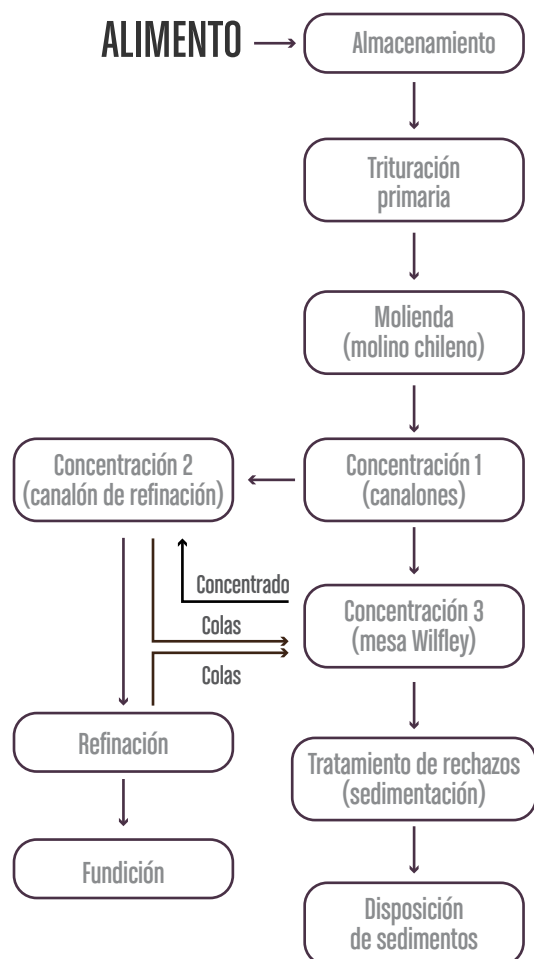 ALIMENTO
Almacenamiento
Trituración
primaria
Molienda
(molino chileno)
Concentración 2
(canalón de refinación)
Concentración 1
(canalones)
Concentrado
Colas
Colas
Concentración 3
(mesa Wilfley)
Refinación
Tratamiento de rechazos
(sedimentación)
Fundición
Disposición
de sedimentos